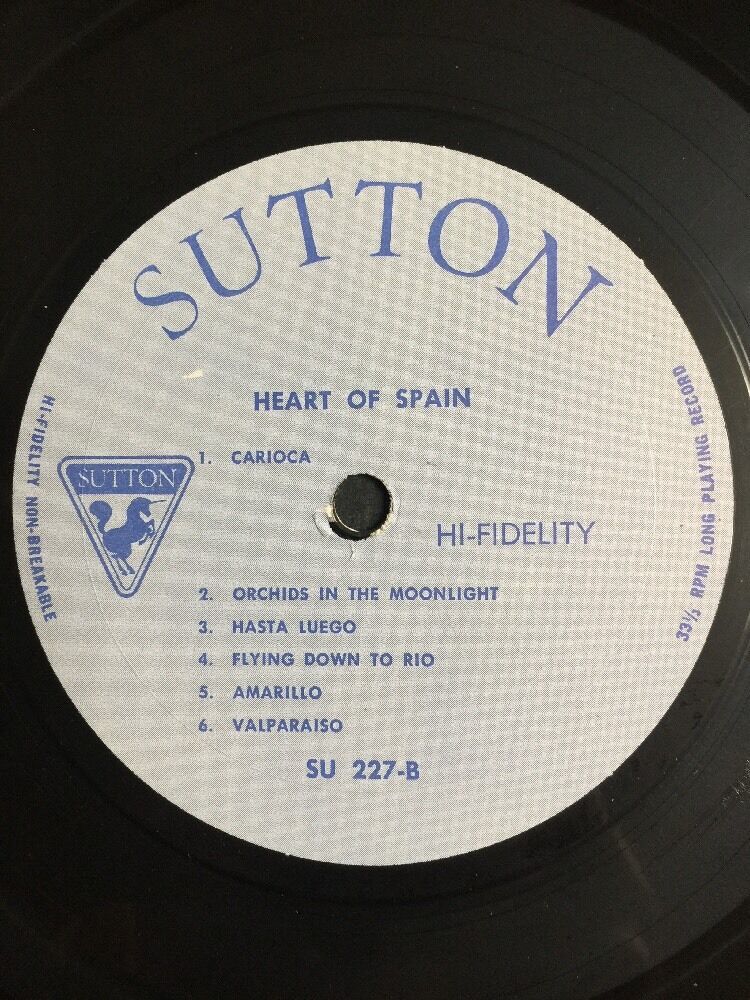 SUTTON
HEART OF SPAIN
1. CARIOCA
SUTTON
HI-FIDELITY
2. ORCHIDS IN THE MOONLIGHT
3. HASTA LUEGO
4. FLYING DOWN TO RIO
5. AMARILLO
6. VALPARAISO
SU 227-B
HI-FIDELITY NON-BREAKABLE
33⅓ RPM LONG PLAYING RECORD